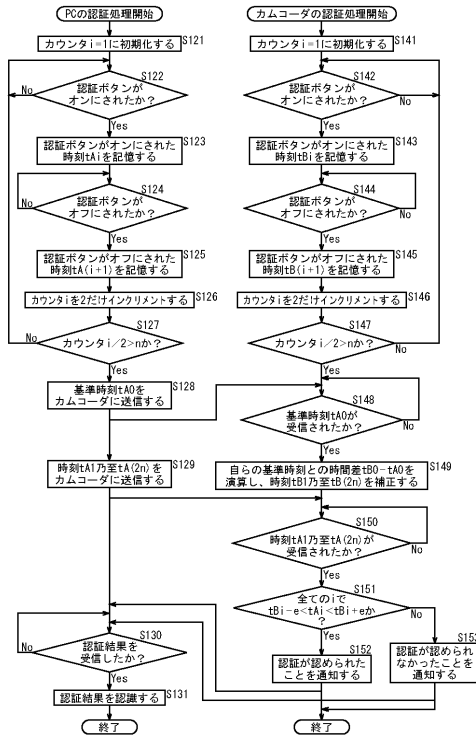 PCの認証処理開始
カウンタi=1に初期化する
S121
S122
認証ボタンが
オンにされたか？
No
Yes
S123
認証ボタンがオンにされた
時刻tAiを記憶する
S124
認証ボタンが
オフにされたか？
No
Yes
S125
認証ボタンがオフにされた
時刻tA(i+1)を記憶する
カウンタiを2だけインクリメントする
S126
S127
カウンタi/2>nか？
No
Yes
S128
基準時刻tA0を
カムコーダに送信する
S129
時刻tA1乃至tA(2n)を
カムコーダに送信する
S130
認証結果を
受信したか？
No
Yes
認証結果を認識する
S131
終了
カムコーダの認証処理開始
カウンタi=1に初期化する
S141
S142
認証ボタンが
オンにされたか？
No
Yes
S143
認証ボタンがオンにされた
時刻tBiを記憶する
S144
認証ボタンが
オフにされたか？
No
Yes
S145
認証ボタンがオフにされた
時刻tB(i+1)を記憶する
カウンタiを2だけインクリメントする
S146
S147
カウンタi/2>nか？
No
Yes
S148
基準時刻tA0が
受信されたか？
No
Yes
S149
自らの基準時刻との時間差tB0-tA0を
演算し、時刻tB1乃至tB(2n)を補正する
S150
時刻tA1乃至tA(2n)が
受信されたか？
No
Yes
S151
全てのiで
tBi-e<tAi<tBi+eか
？
No
Yes
S152
認証が認められた
ことを通知する
S153
認証が認められ
なかったことを
通知する
終了